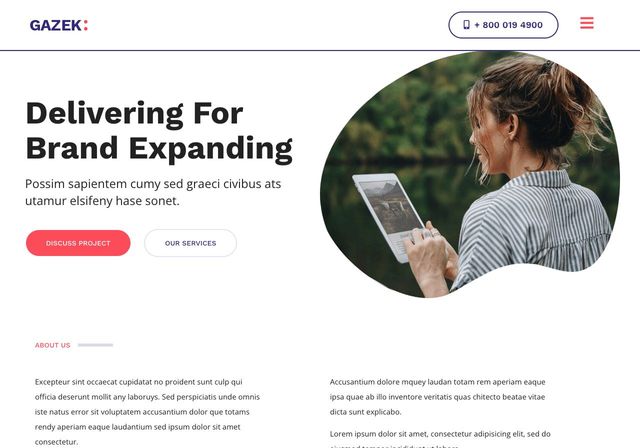 GAZEK:
+ 800 019 4900
Delivering For
Brand Expanding
Possim sapientem cumy sed graeci civibus ats
utamur elsifeny hase sonet.
DISCUSS PROJECT
OUR SERVICES
ABOUT US
Excepteur sint occaecat cupidatat no proident sunt culp qui
officia deserunt mollit any laboruys. Sed perspiciatis unde omnis
iste natus error sit voluptatem accusantium dolor que totams
rendy aperiam eaque laudantium sed ipsum dolor sit amet
consectetur.
Accusantium dolore mquey laudan totam rem aperiam eaque
ipsa quae ab illo inventore veritatis quas chitecto beatae vitae
dicta sunt explicabo.
Lorem ipsum dolor sit amet, consectetur adipisicing elit, sed do